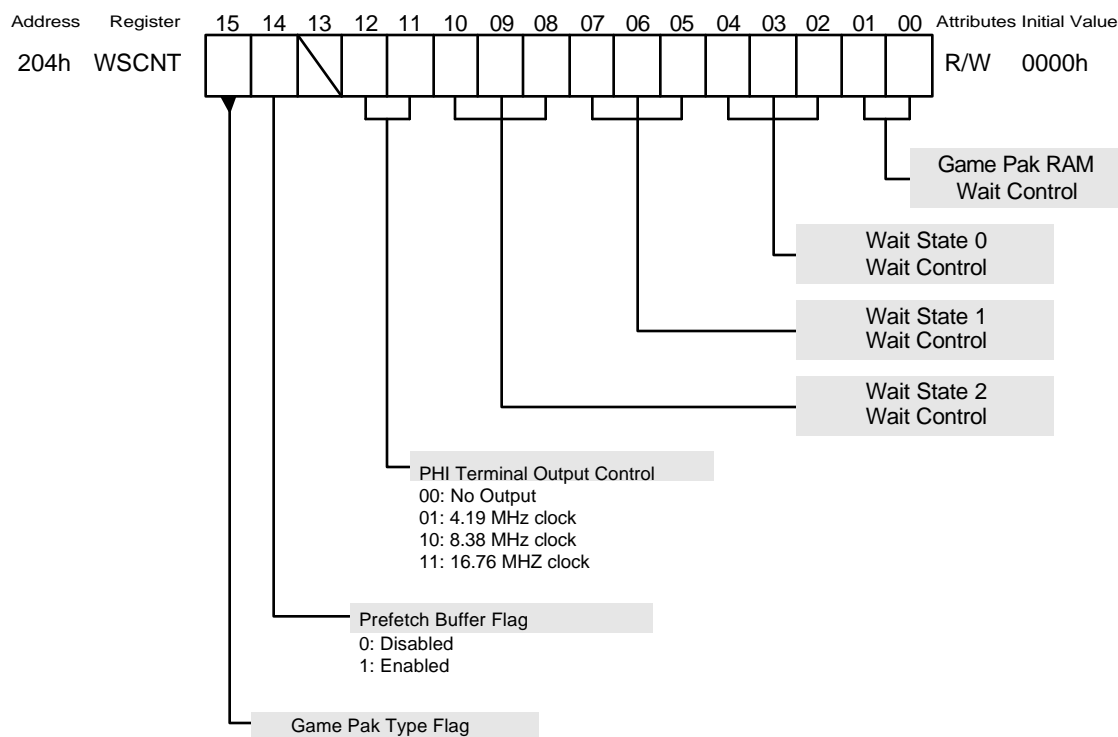 Address Register 15 14 13 12 11 10 09 08 07 06 05 04 03 02 01 00 Attributes Initial Value
204h WSCNT R/W 0000h
Game Pak RAM
Wait Control
Wait State 0
Wait Control
Wait State 1
Wait Control
Wait State 2
Wait Control
PHI Terminal Output Control
00: No Output
01: 4.19 MHz clock
10: 8.38 MHz clock
11: 16.76 MHZ clock
Prefetch Buffer Flag
0: Disabled
1: Enabled
Game Pak Type Flag